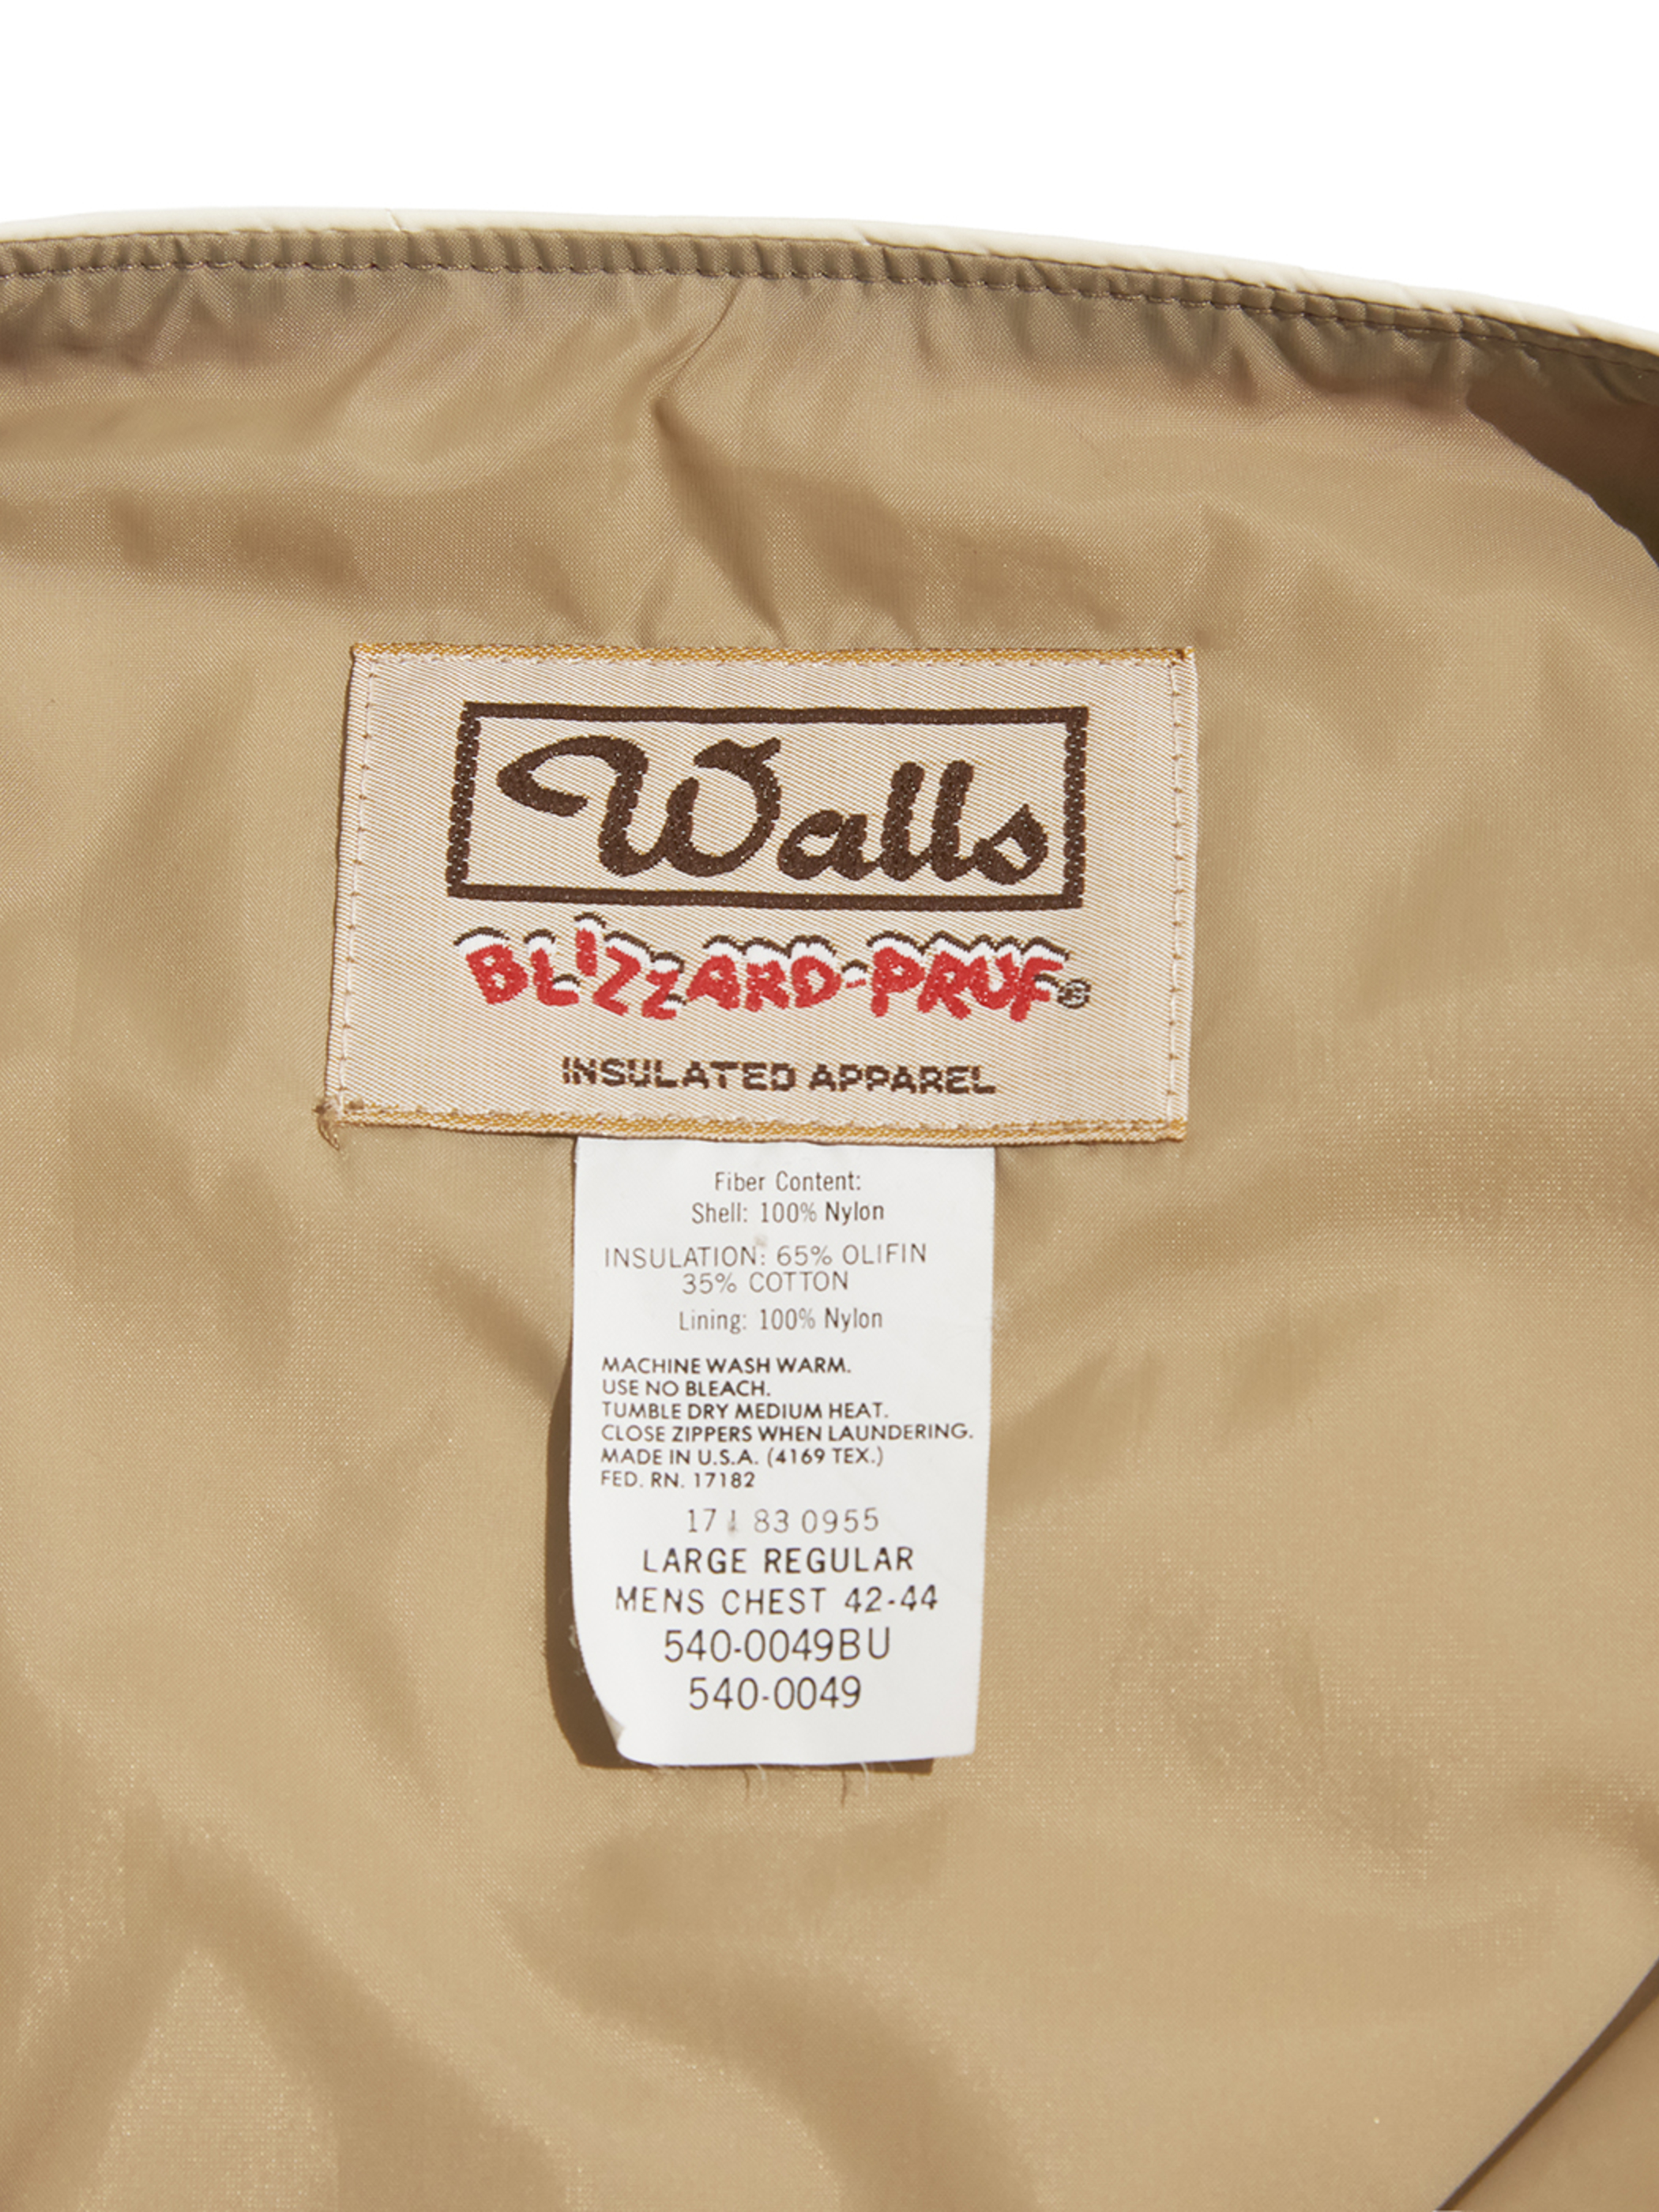 Walls
BLIZZARD-PRUF®
INSULATED APPAREL
Fiber Content:
Shell: 100% Nylon
INSULATION: 65% OLIFIN
35% COTTON
Lining: 100% Nylon
MACHINE WASH WARM.
USE NO BLEACH.
TUMBLE DRY MEDIUM HEAT.
CLOSE ZIPPERS WHEN LAUNDERING.
MADE IN U.S.A. (4169 TEX.)
FED. RN. 17182
17 1 83 0955
LARGE REGULAR
MENS CHEST 42-44
540-0049BU
540-0049